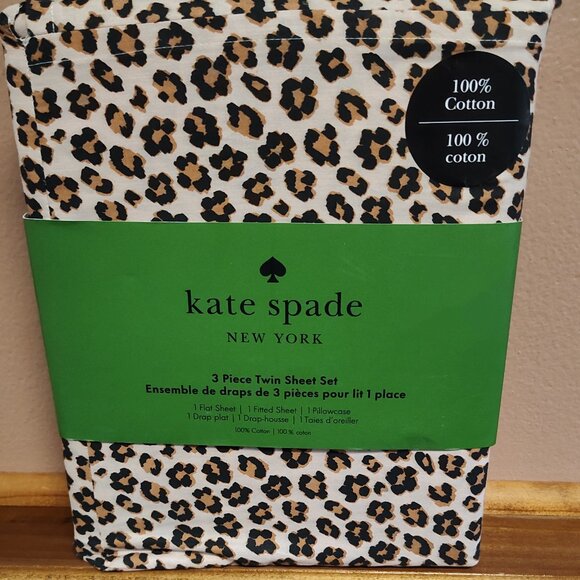 100%
Cotton
100 %
coton
kate spade
NEW YORK
3 Piece Twin Sheet Set
Ensemble de draps de 3 pièces pour lit 1 place
1 Flat Sheet | 1 Fitted Sheet | 1 Pillowcase
1 Drap plat | 1 Drap-housse | 1 Taies d'oreiller
100% Cotton | 100 % coton